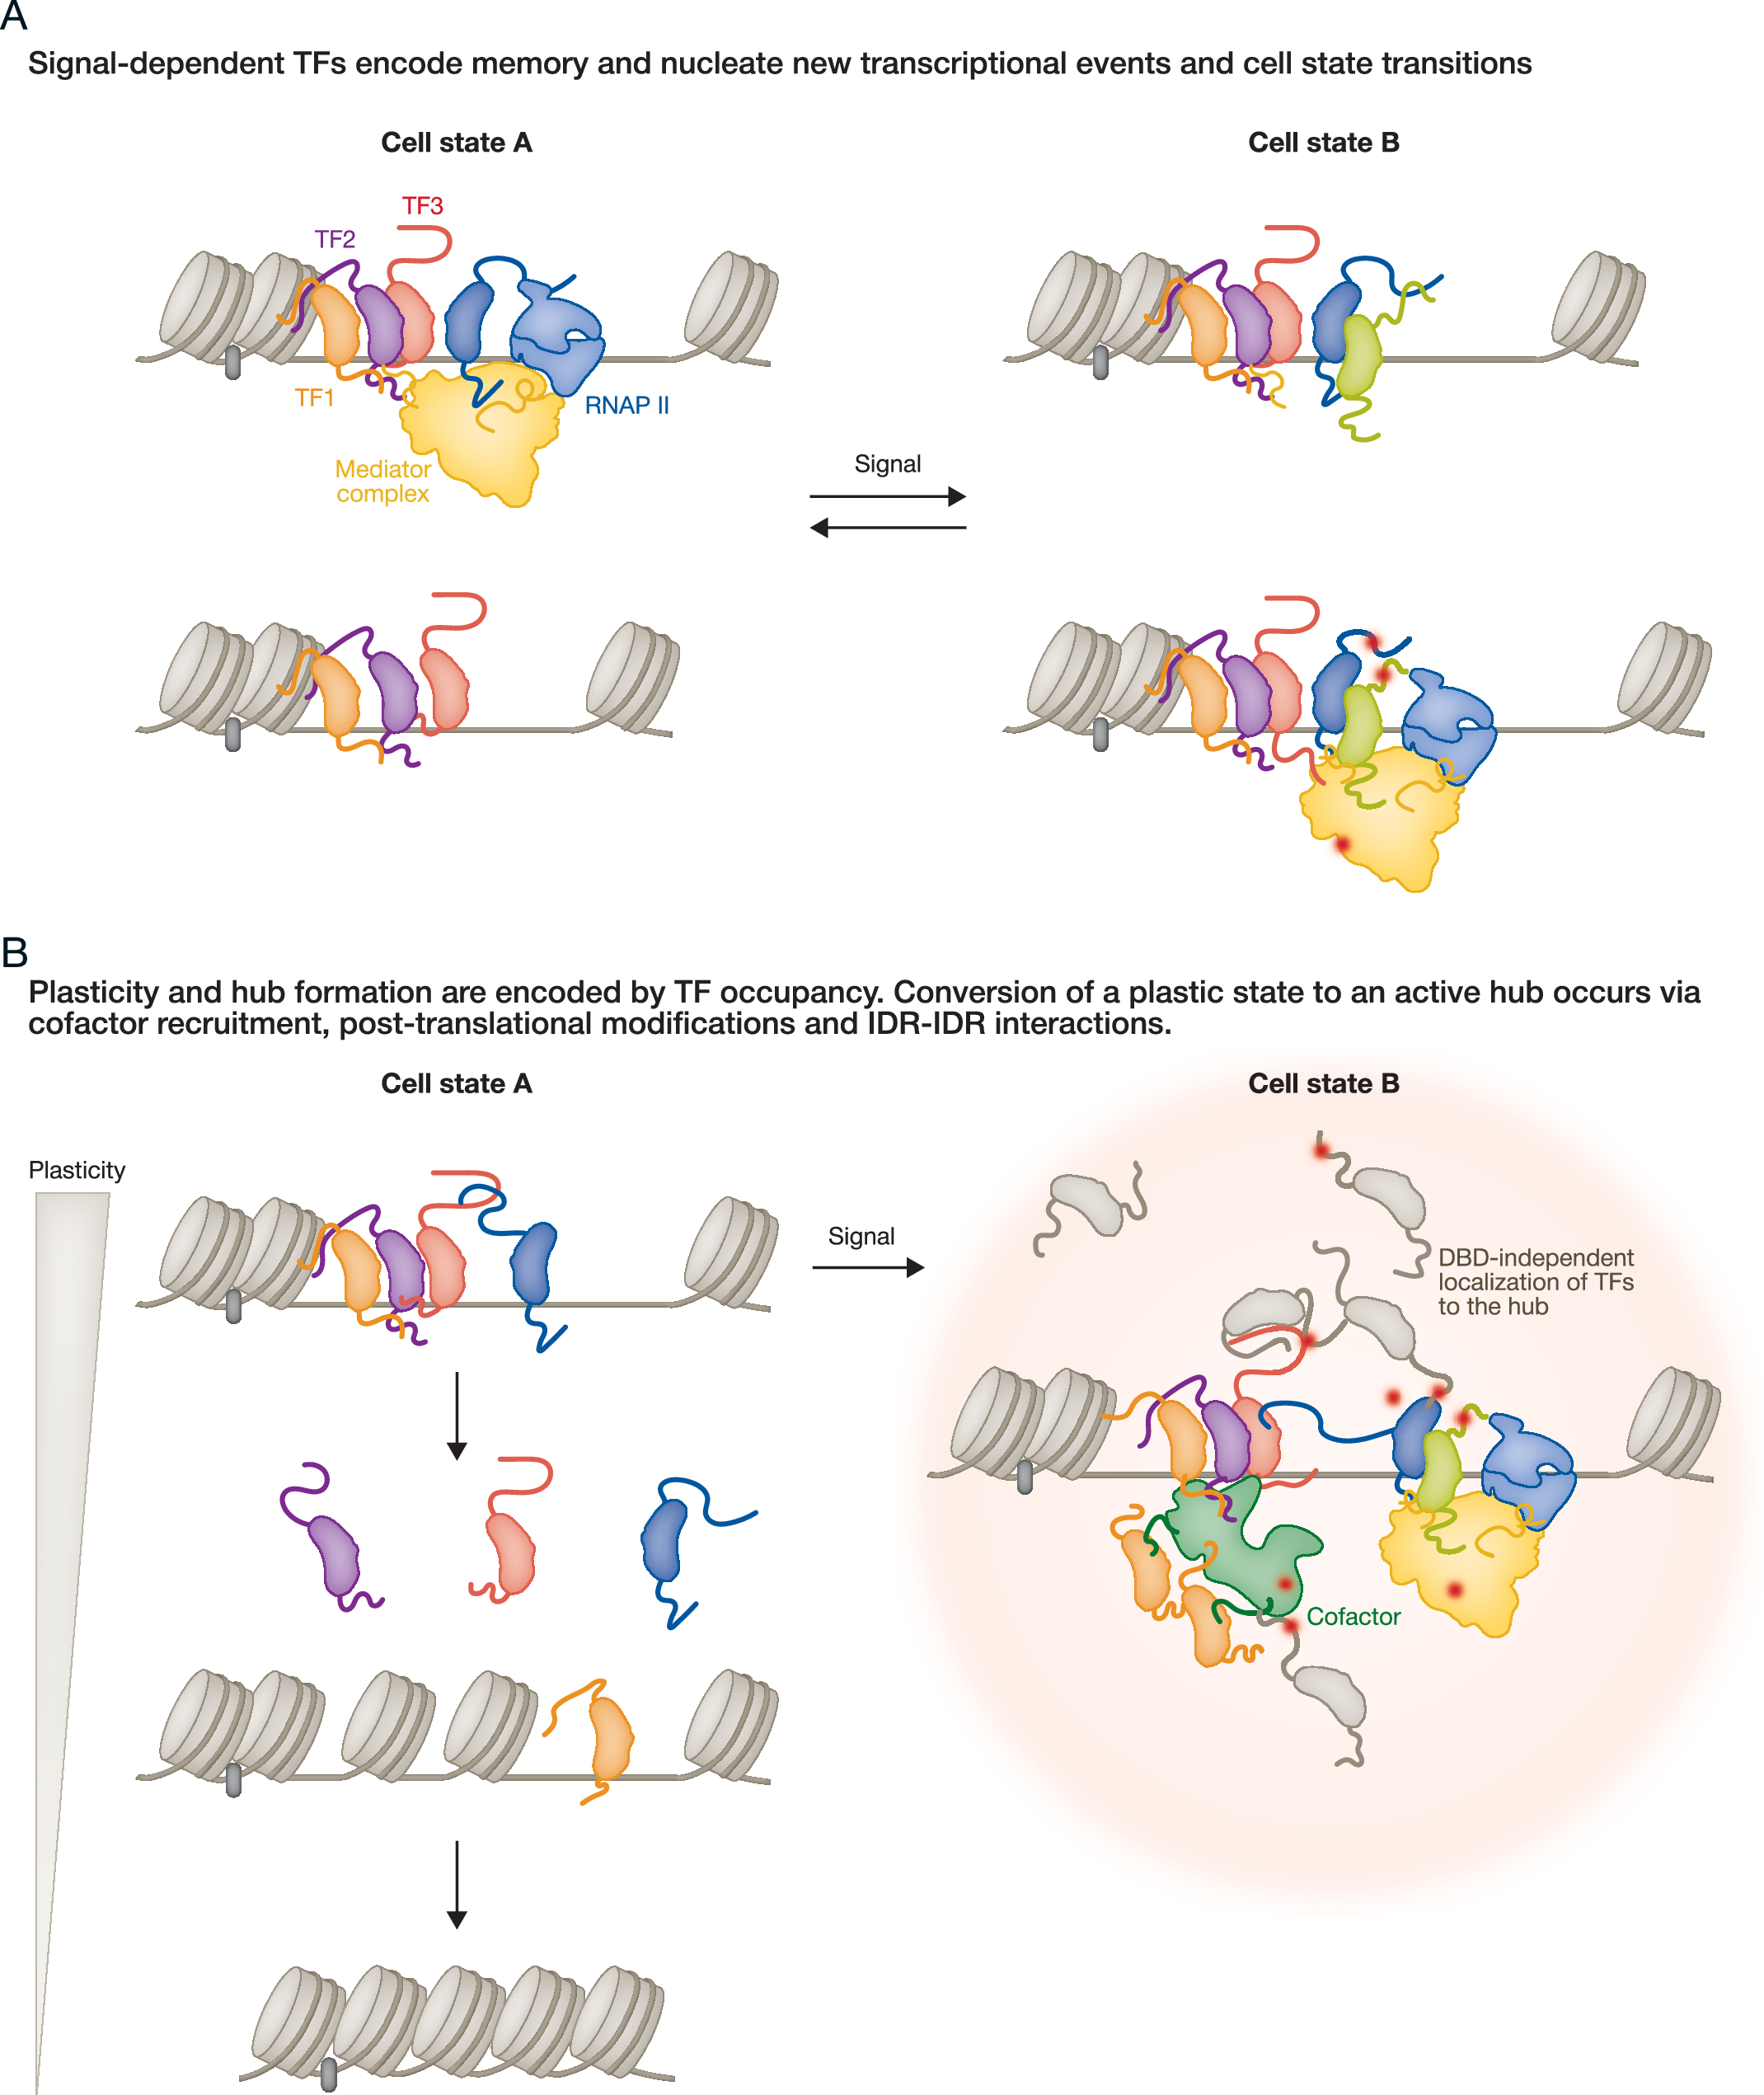 A
Signal-dependent TFs encode memory and nucleate new transcriptional events and cell state transitions
Cell state A
Cell state B
TF3
TF2
TF1
RNAP II
Mediator
complex
Signal
B
Plasticity and hub formation are encoded by TF occupancy. Conversion of a plastic state to an active hub occurs via
cofactor recruitment, post-translational modifications and IDR-IDR interactions.
Cell state A
Cell state B
Plasticity
Signal
DBD-independent
localization of TFs
to the hub
Cofactor